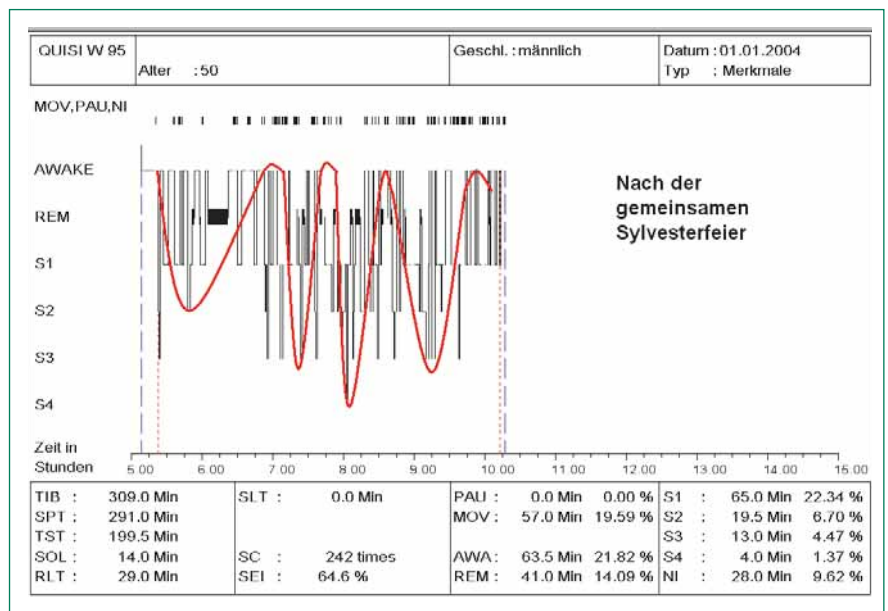 QUISI W 95
Alter :50
Geschl. : männlich
Datum : 01.01.2004
Typ : Merkmale
MOV,PAU,NI
AWAKE
REM
S1
S2
S3
S4
Nach der
gemeinsamen
Sylvesterfeier
Zeit in
Stunden
5.00 6.00 7.00 8.00 9.00 10.00 11.00 12.00 13.00 14.00 15.00
TIB : 309.0 Min SLT : 0.0 Min PAU : 0.0 Min 0.00 % S1 : 65.0 Min 22.34 %
SPT : 291.0 Min MOV : 57.0 Min 19.59 % S2 : 19.5 Min 6.70 %
TST : 199.5 Min S3 : 13.0 Min 4.47 %
SOL : 14.0 Min SC : 242 times AWA : 63.5 Min 21.82 % S4 : 4.0 Min 1.37 %
RLT : 29.0 Min SEI : 64.6 % REM : 41.0 Min 14.09 % NI : 28.0 Min 9.62 %